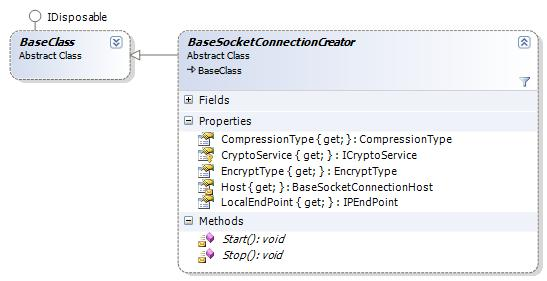 IDisposable
BaseClass
Abstract Class
BaseSocketConnectionCreator
Abstract Class
BaseClass
Fields
Properties
CompressionType { get; } : CompressionType
CryptoService { get; } : ICryptoService
EncryptType { get; } : EncryptType
Host { get; } : BaseSocketConnectionHost
LocalEndPoint { get; } : IPEndPoint
Methods
Start() : void
Stop() : void